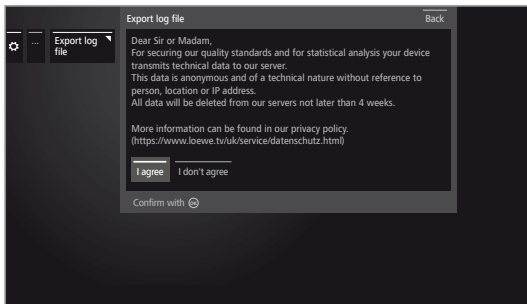 Export log file
Back
...
Export log
file
Dear Sir or Madam,
For securing our quality standards and for statistical analysis your device
transmits technical data to our server.
This data is anonymous and of a technical nature without reference to
person, location or IP address.
All data will be deleted from our servers not later than 4 weeks.
More information can be found in our privacy policy.
(https://www.loewe.tv/uk/service/datenschutz.html)
I agree
I don't agree
Confirm with OK